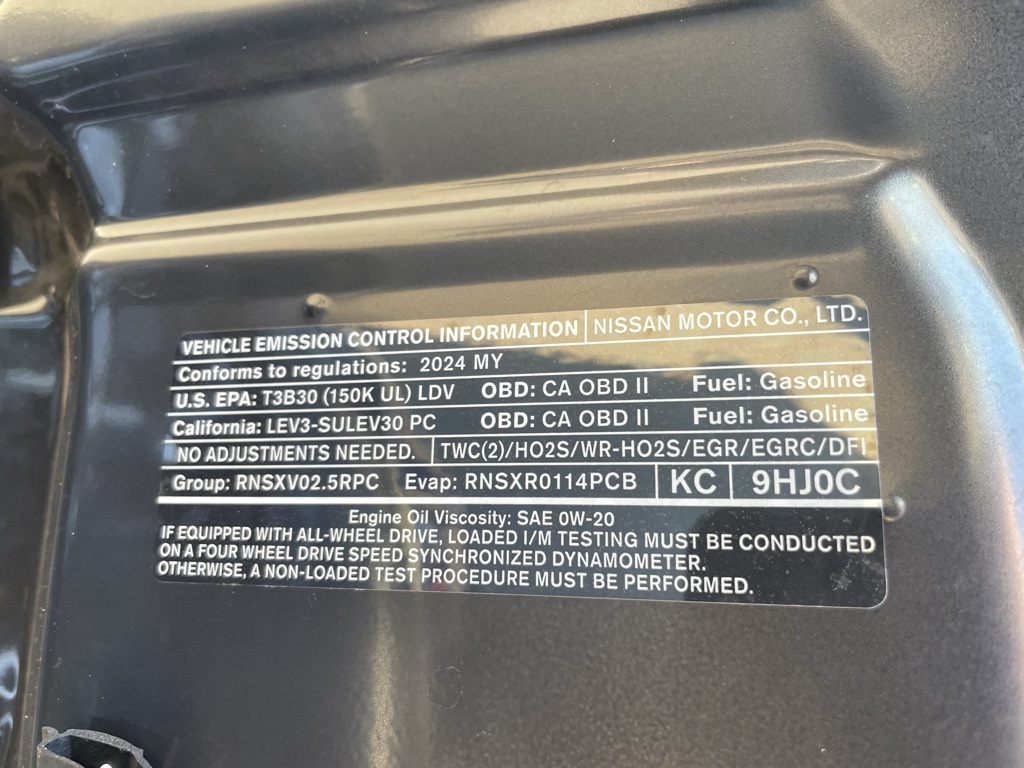 VEHICLE EMISSION CONTROL INFORMATION NISSAN MOTOR CO., LTD.
Conforms to regulations: 2024 MY
U.S. EPA: T3B30 (150K UL) LDV OBD: CA OBD II Fuel: Gasoline
California: LEV3-SULEV30 PC OBD: CA OBD II Fuel: Gasoline
NO ADJUSTMENTS NEEDED. TWC(2)/HO2S/WR-HO2S/EGR/EGRC/DFI
Group: RNSXV02.5RPC Evap: RNSXR0114PCB KC 9HJ0C
Engine Oil Viscosity: SAE 0W-20
IF EQUIPPED WITH ALL-WHEEL DRIVE, LOADED I/M TESTING MUST BE CONDUCTED
ON A FOUR WHEEL DRIVE SPEED SYNCHRONIZED DYNAMOMETER.
OTHERWISE, A NON-LOADED TEST PROCEDURE MUST BE PERFORMED.